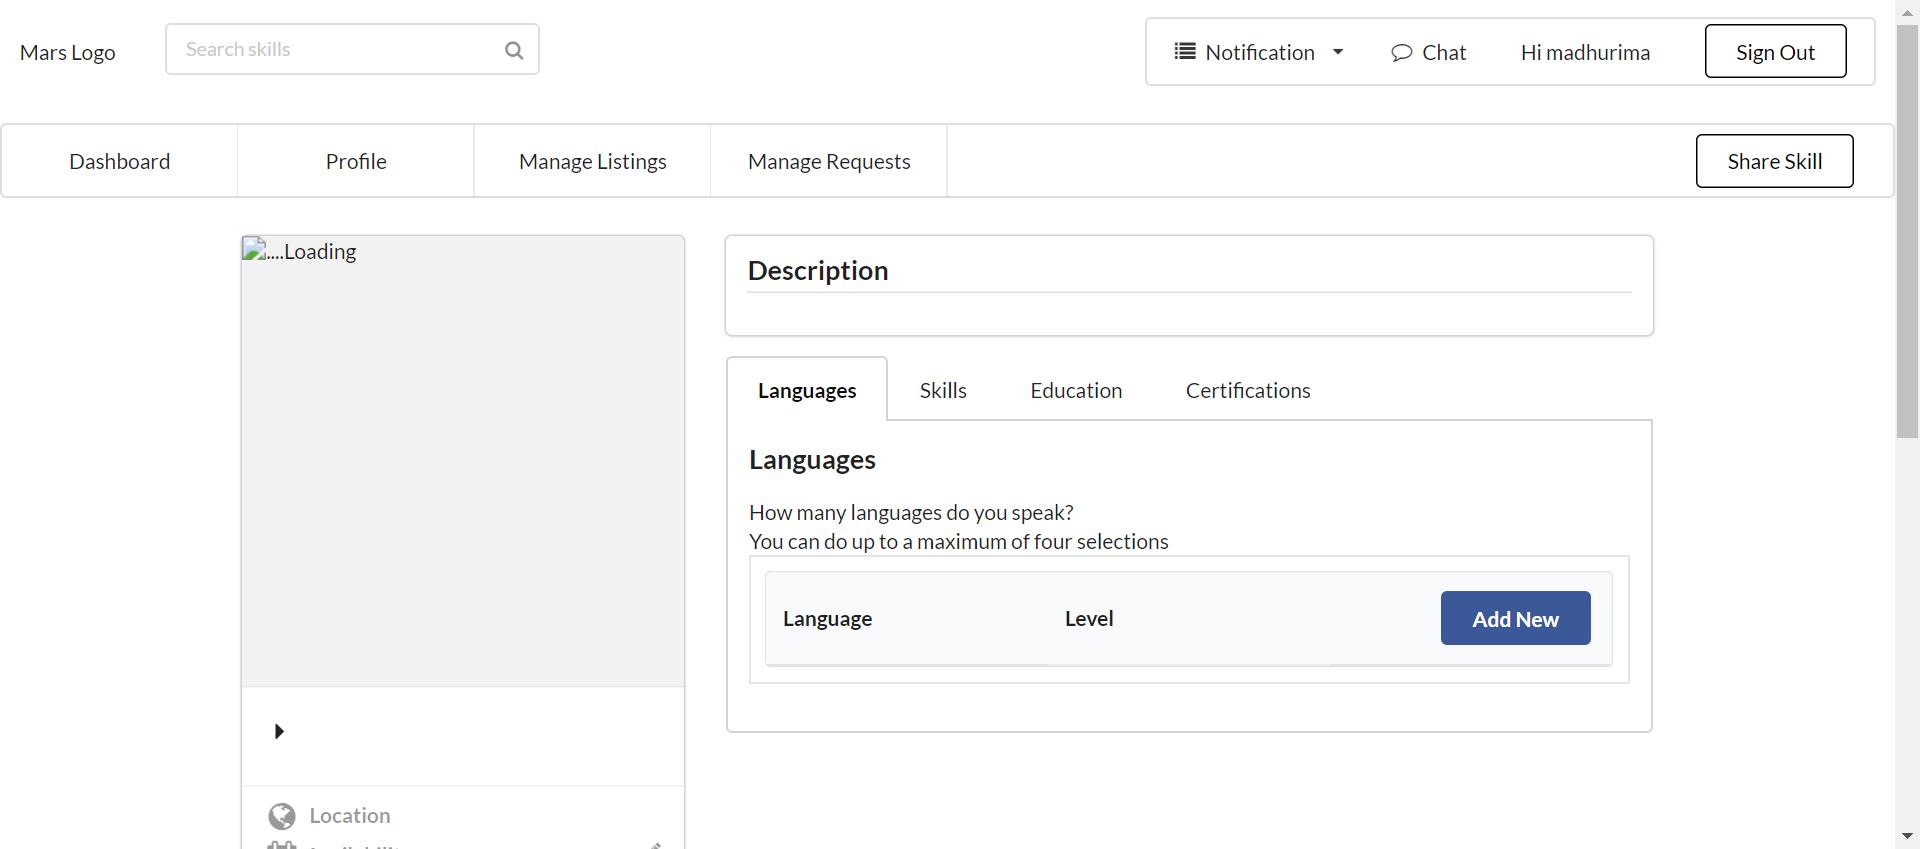 Mars Logo
Search skills
Notification
Chat
Hi madhurima
Sign Out
Dashboard
Profile
Manage Listings
Manage Requests
Share Skill
....Loading
Description
Languages
Skills
Education
Certifications
Languages
How many languages do you speak?
You can do up to a maximum of four selections
Language
Level
Add New
Location